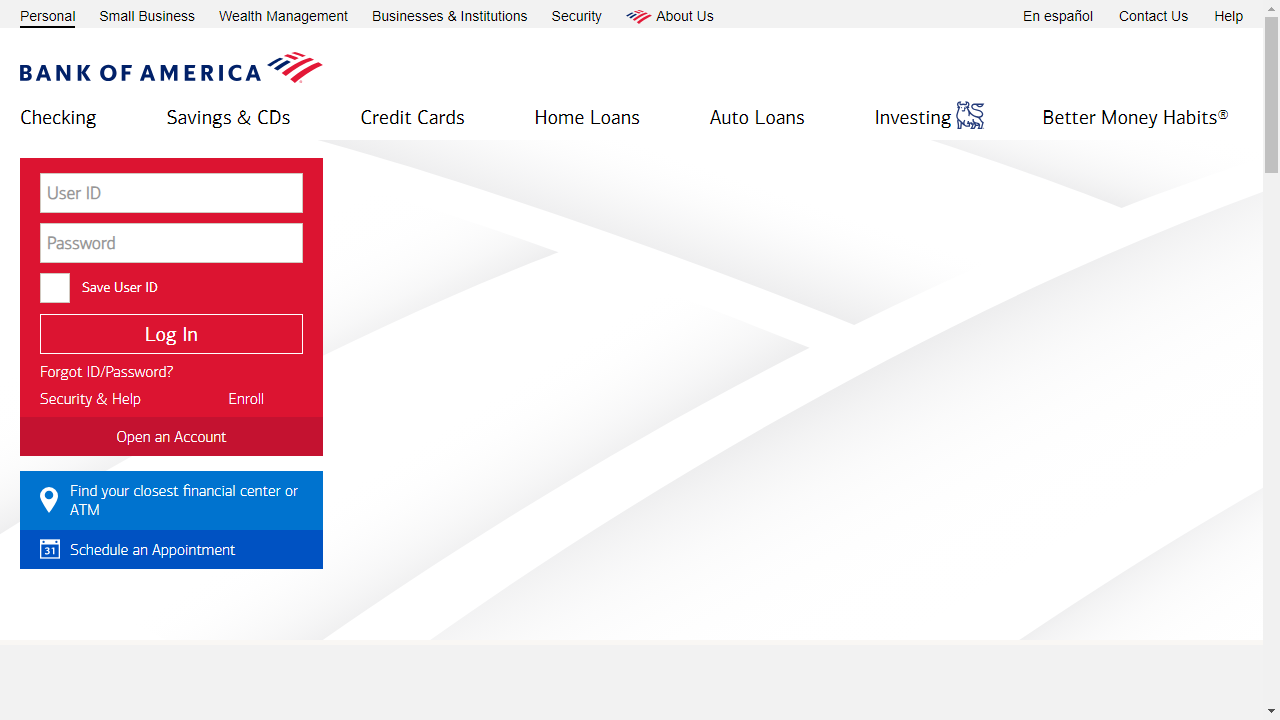 Personal Small Business Wealth Management Businesses & Institutions Security About Us En español Contact Us Help
BANK OF AMERICA
Checking Savings & CDs Credit Cards Home Loans Auto Loans Investing Better Money Habits®
User ID
Password
Save User ID
Log In
Forgot ID/Password?
Security & Help Enroll
Open an Account
Find your closest financial center or
ATM
31 Schedule an Appointment